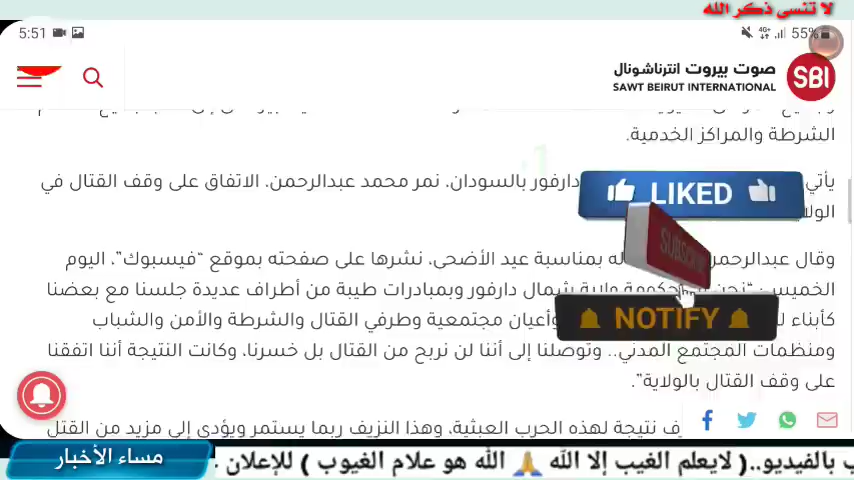 لا تنسى ذكر الله
5:51
4G+
55%
صوت بيروت انترناشونال
SAWT BEIRUT INTERNATIONAL
SBI
الشرطة والمراكز الخدمية.
يأتي
دارفور بالسودان، نمر محمد عبدالرحمن، الاتفاق على وقف القتال في
LIKED
وقال عبدالرحمن
بمناسبة عيد الأضحى، نشرها على صفحته بموقع “فيسبوك”، اليوم
SUBSCRIBE
الخميس: “نحن
شمال دارفور وبمبادرات طيبة من أطراف عديدة جلسنا مع بعضنا
كأبناء
وأعيان مجتمعية وطرفي القتال والشرطة والأمن والشباب
NOTIFY
ومنظمات المجتمع المدني.. وتوصلنا إلى أننا لن نربح من القتال بل خسرنا، وكانت النتيجة أننا اتفقنا
على وقف القتال بالولاية”.
نتيجة لهذه الحرب العبثية، وهذا النزيف ربما يستمر ويؤدي إلى مزيد من القتل
مساء الأخبار
بالفيديو..( لايعلم الغيب إلا الله 🙏 الله هو علام الغيوب ) للإعلان